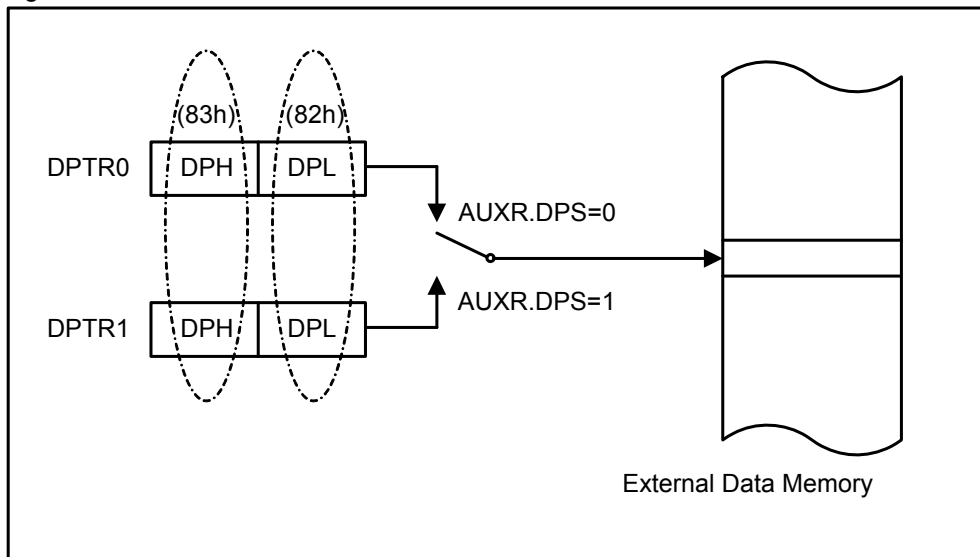 (83h) (82h)
DPTR0 DPH DPL
AUXR.DPS=0
AUXR.DPS=1
DPTR1 DPH DPL
External Data Memory